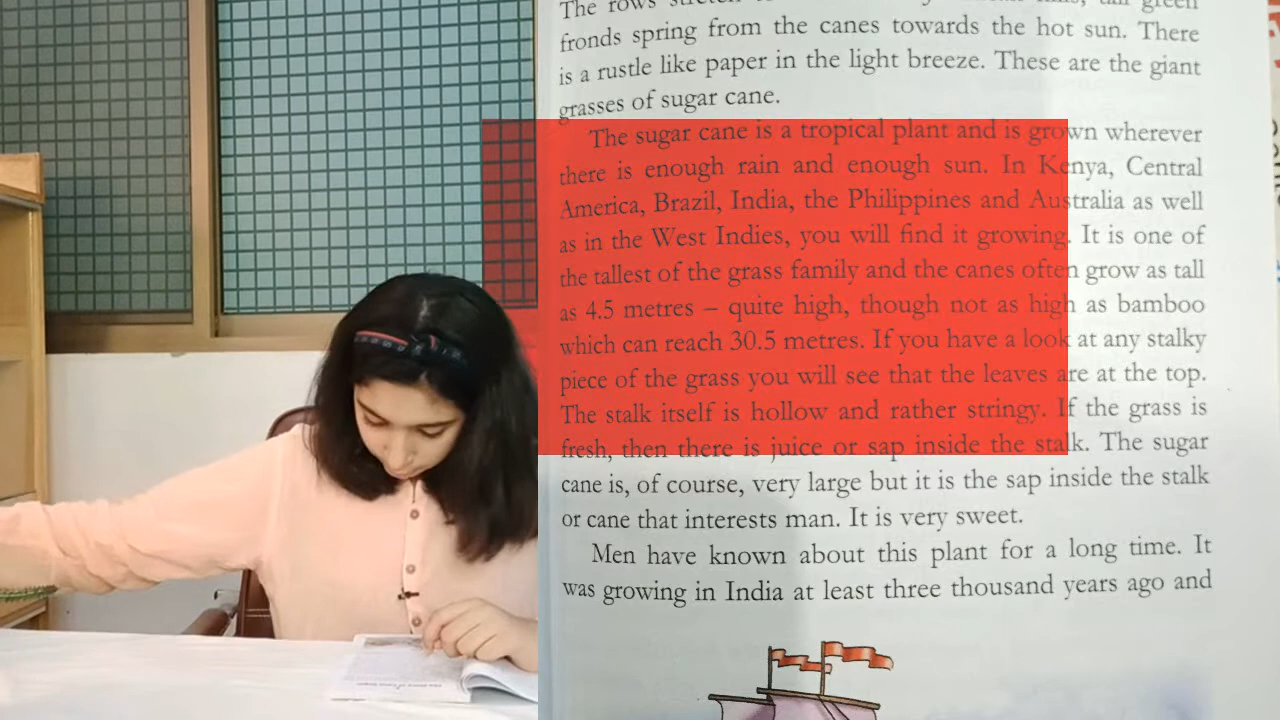 The rows green
fronds spring from the canes towards the hot sun. There
is a rustle like paper in the light breeze. These are the giant
grasses of sugar cane.
The sugar cane is a tropical plant and is grown wherever
there is enough rain and enough sun. In Kenya, Central
America, Brazil, India, the Philippines and Australia as well
as in the West Indies, you will find it growing. It is one of
the tallest of the grass family and the canes often grow as tall
as 4.5 metres – quite high, though not as high as bamboo
which can reach 30.5 metres. If you have a look at any stalky
piece of the grass you will see that the leaves are at the top.
The stalk itself is hollow and rather stringy. If the grass is
fresh, then there is juice or sap inside the stalk. The sugar
cane is, of course, very large but it is the sap inside the stalk
or cane that interests man. It is very sweet.
Men have known about this plant for a long time. It
was growing in India at least three thousand years ago and